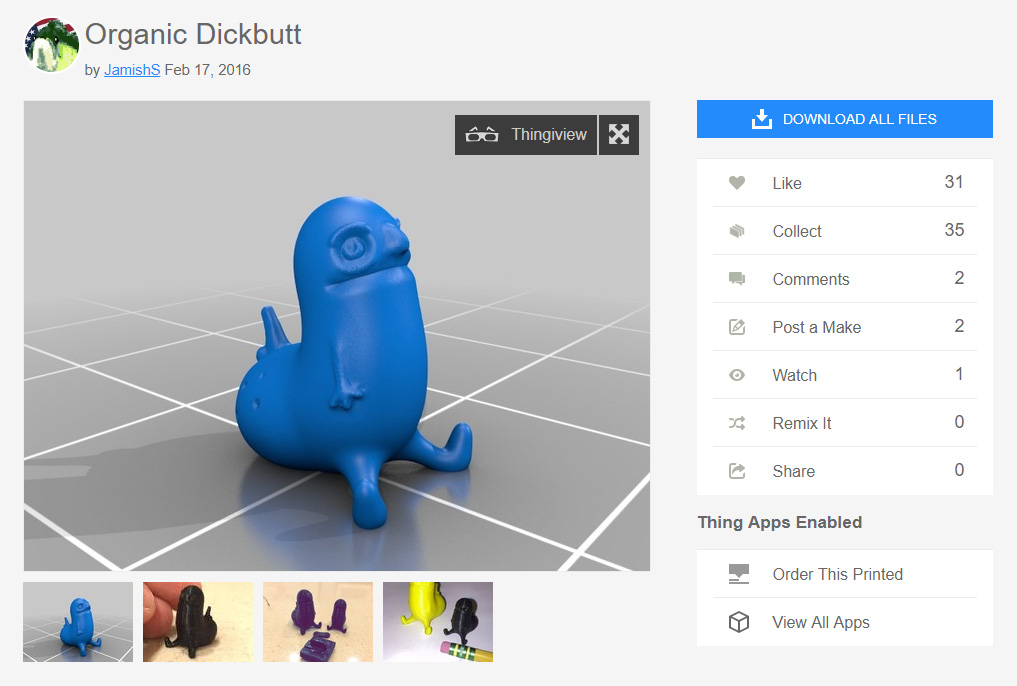 Organic Dickbutt
by JamishS Feb 17, 2016
Thingiview
DOWNLOAD ALL FILES
Like 31
Collect 35
Comments 2
Post a Make 2
Watch 1
Remix It 0
Share 0
Thing Apps Enabled
Order This Printed
View All Apps